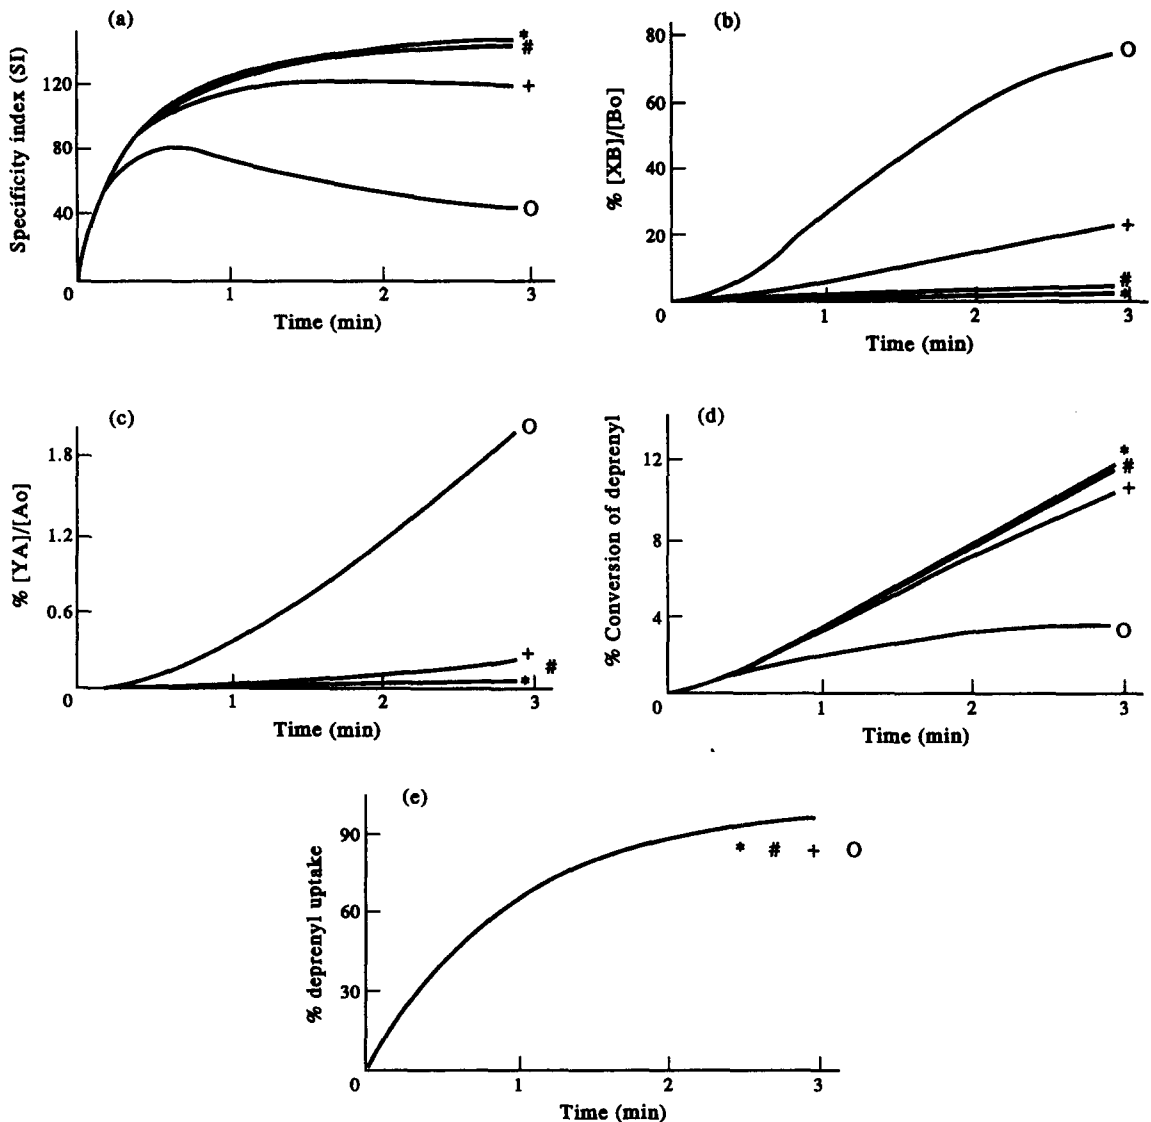 (a)
Specificity index (SI)
120
80
40
0
1
2
3
Time (min)
*
#
+
O
(b)
% [XB]/[Bo]
80
60
40
20
0
1
2
3
Time (min)
O
+
#
*
(c)
% [YA]/[Ao]
1.8
1.2
0.6
0
1
2
3
Time (min)
O
+
#
*
(d)
% Conversion of deprenyl
12
8
4
0
1
2
3
Time (min)
*
#
+
O
(e)
% deprenyl uptake
90
60
30
0
1
2
3
Time (min)
* # + O